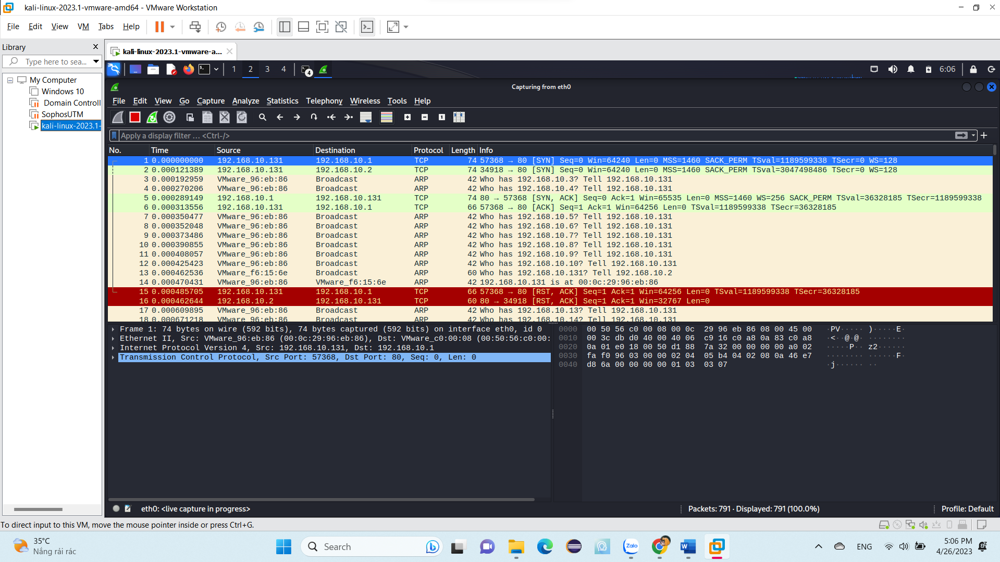 kali-linux-2023.1-vmware-amd64 - VMware Workstation
File Edit View VM Tabs Help
Library
Type here to sea...
My Computer
Windows 10
Domain Controll
SophosUTM
kali-linux-2023.1-
kali-linux-2023.1-vmware-a...
1 2 3 4
4
6:06
Capturing from eth0
File Edit View Go Capture Analyze Statistics Telephony Wireless Tools Help
Apply a display filter … <Ctrl-/>
No. Time Source Destination Protocol Length Info
1 0.000000000 192.168.10.131 192.168.10.1 TCP 74 57368 → 80 [SYN] Seq=0 Win=64240 Len=0 MSS=1460 SACK_PERM TSval=1189599338 TSecr=0 WS=128
2 0.000121389 192.168.10.131 192.168.10.2 TCP 74 34918 → 80 [SYN] Seq=0 Win=64240 Len=0 MSS=1460 SACK_PERM TSval=3047498486 TSecr=0 WS=128
3 0.000192959 VMware_96:eb:86 Broadcast ARP 42 Who has 192.168.10.3? Tell 192.168.10.131
4 0.000270206 VMware_96:eb:86 Broadcast ARP 42 Who has 192.168.10.4? Tell 192.168.10.131
5 0.000289149 192.168.10.1 192.168.10.131 TCP 74 80 → 57368 [SYN, ACK] Seq=0 Ack=1 Win=65535 Len=0 MSS=1460 WS=256 SACK_PERM TSval=36328185 TSecr=1189599338
6 0.000313556 192.168.10.131 192.168.10.1 TCP 66 57368 → 80 [ACK] Seq=1 Ack=1 Win=64256 Len=0 TSval=1189599338 TSecr=36328185
7 0.000350477 VMware_96:eb:86 Broadcast ARP 42 Who has 192.168.10.5? Tell 192.168.10.131
8 0.000352048 VMware_96:eb:86 Broadcast ARP 42 Who has 192.168.10.6? Tell 192.168.10.131
9 0.000373486 VMware_96:eb:86 Broadcast ARP 42 Who has 192.168.10.7? Tell 192.168.10.131
10 0.000390855 VMware_96:eb:86 Broadcast ARP 42 Who has 192.168.10.8? Tell 192.168.10.131
11 0.000408057 VMware_96:eb:86 Broadcast ARP 42 Who has 192.168.10.9? Tell 192.168.10.131
12 0.000425423 VMware_96:eb:86 Broadcast ARP 42 Who has 192.168.10.10? Tell 192.168.10.131
13 0.000462536 VMware_f6:15:6e Broadcast ARP 60 Who has 192.168.10.131? Tell 192.168.10.2
14 0.000470431 VMware_96:eb:86 VMware_f6:15:6e ARP 42 192.168.10.131 is at 00:0c:29:96:eb:86
15 0.000485705 192.168.10.131 192.168.10.1 TCP 66 57368 → 80 [RST, ACK] Seq=1 Ack=1 Win=64256 Len=0 TSval=1189599338 TSecr=36328185
16 0.000462644 192.168.10.2 192.168.10.131 TCP 60 80 → 34918 [RST, ACK] Seq=1 Ack=1 Win=32767 Len=0
17 0.000609895 VMware_96:eb:86 Broadcast ARP 42 Who has 192.168.10.13? Tell 192.168.10.131
18 0.000671218 VMware_96:eb:86 Broadcast ARP 42 Who has 192.168.10.14? Tell 192.168.10.131
Frame 1: 74 bytes on wire (592 bits), 74 bytes captured (592 bits) on interface eth0, id 0
Ethernet II, Src: VMware_96:eb:86 (00:0c:29:96:eb:86), Dst: VMware_c0:00:08 (00:50:56:c0:00:
Internet Protocol Version 4, Src: 192.168.10.131, Dst: 192.168.10.1
Transmission Control Protocol, Src Port: 57368, Dst Port: 80, Seq: 0, Len: 0
0000 00 50 56 c0 00 08 00 0c 29 96 eb 86 08 00 45 00 ·PV····· )·····E·
0010 00 3c db d0 40 00 40 06 c9 16 c0 a8 0a 83 c0 a8 ·<··@·@· ········
0020 0a 01 e0 18 00 50 d1 88 7a 32 00 00 00 00 a0 02 ·····P·· z2······
0030 fa f0 96 03 00 00 02 04 05 b4 04 02 08 0a 46 e7 ········ ······F·
0040 d8 6a 00 00 00 00 01 03 03 07 ·j······ ··
eth0: <live capture in progress>
Packets: 791 · Displayed: 791 (100.0%)
Profile: Default
To direct input to this VM, move the mouse pointer inside or press Ctrl+G.
35°C
Nắng rải rác
Search
Zalo
W
ENG
5:06 PM
4/26/2023